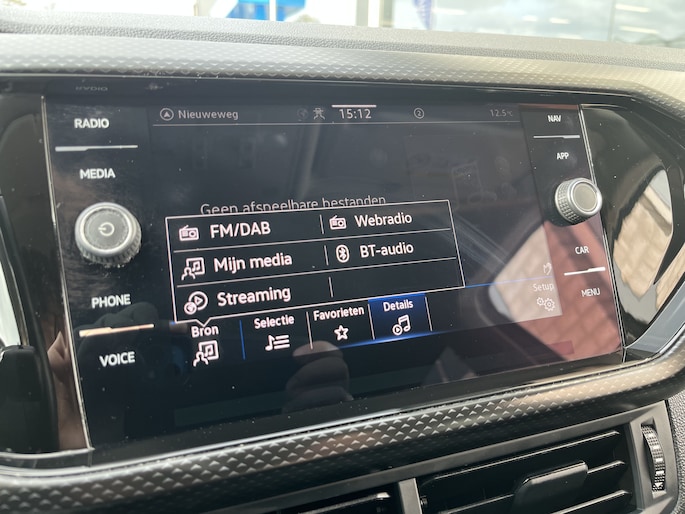 RADIO
MEDIA
PHONE
VOICE
Nieuweweg 15:12 2 12.5°C
Geen afspeelbare bestanden
FM/DAB Webradio
Mijn media BT-audio
Streaming
Bron Selectie Favorieten Details Setup
NAV
APP
CAR
MENU